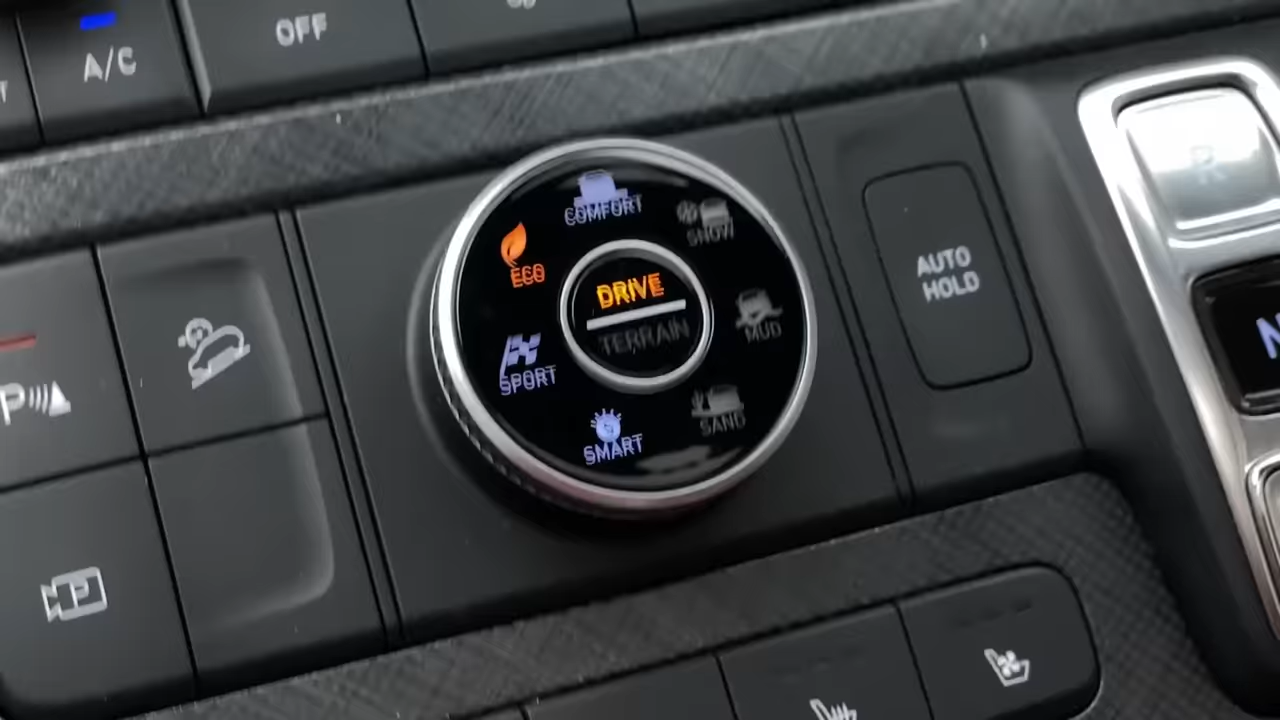 A/C
OFF
COMFORT
SNOW
ECO
DRIVE
TERRAIN
MUD
SPORT
SAND
SMART
AUTO
HOLD
R
N
P
P